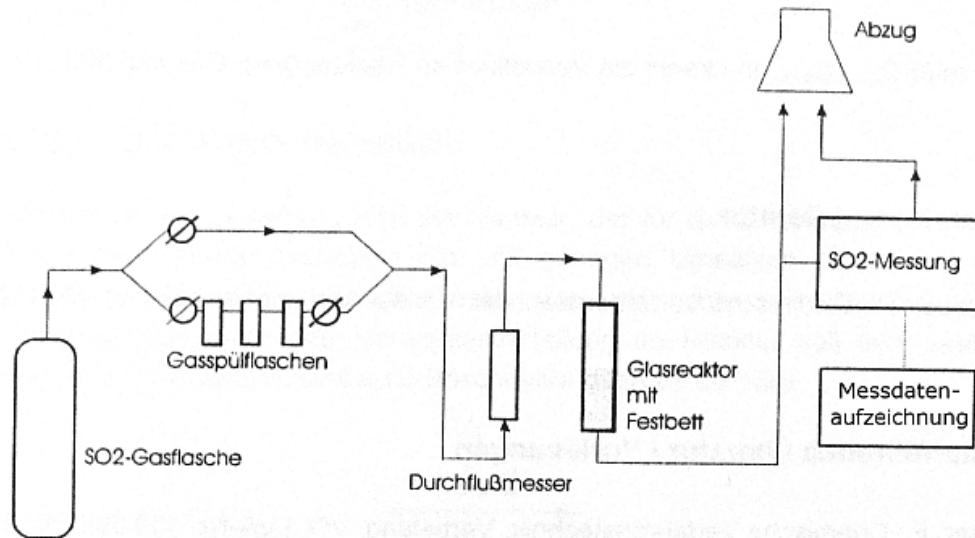 Abzug
SO2-Messung
Gasspülflaschen
Glasreaktor
mit
Festbett
Messdaten-
aufzeichnung
SO2-Gasflasche
Durchflußmesser